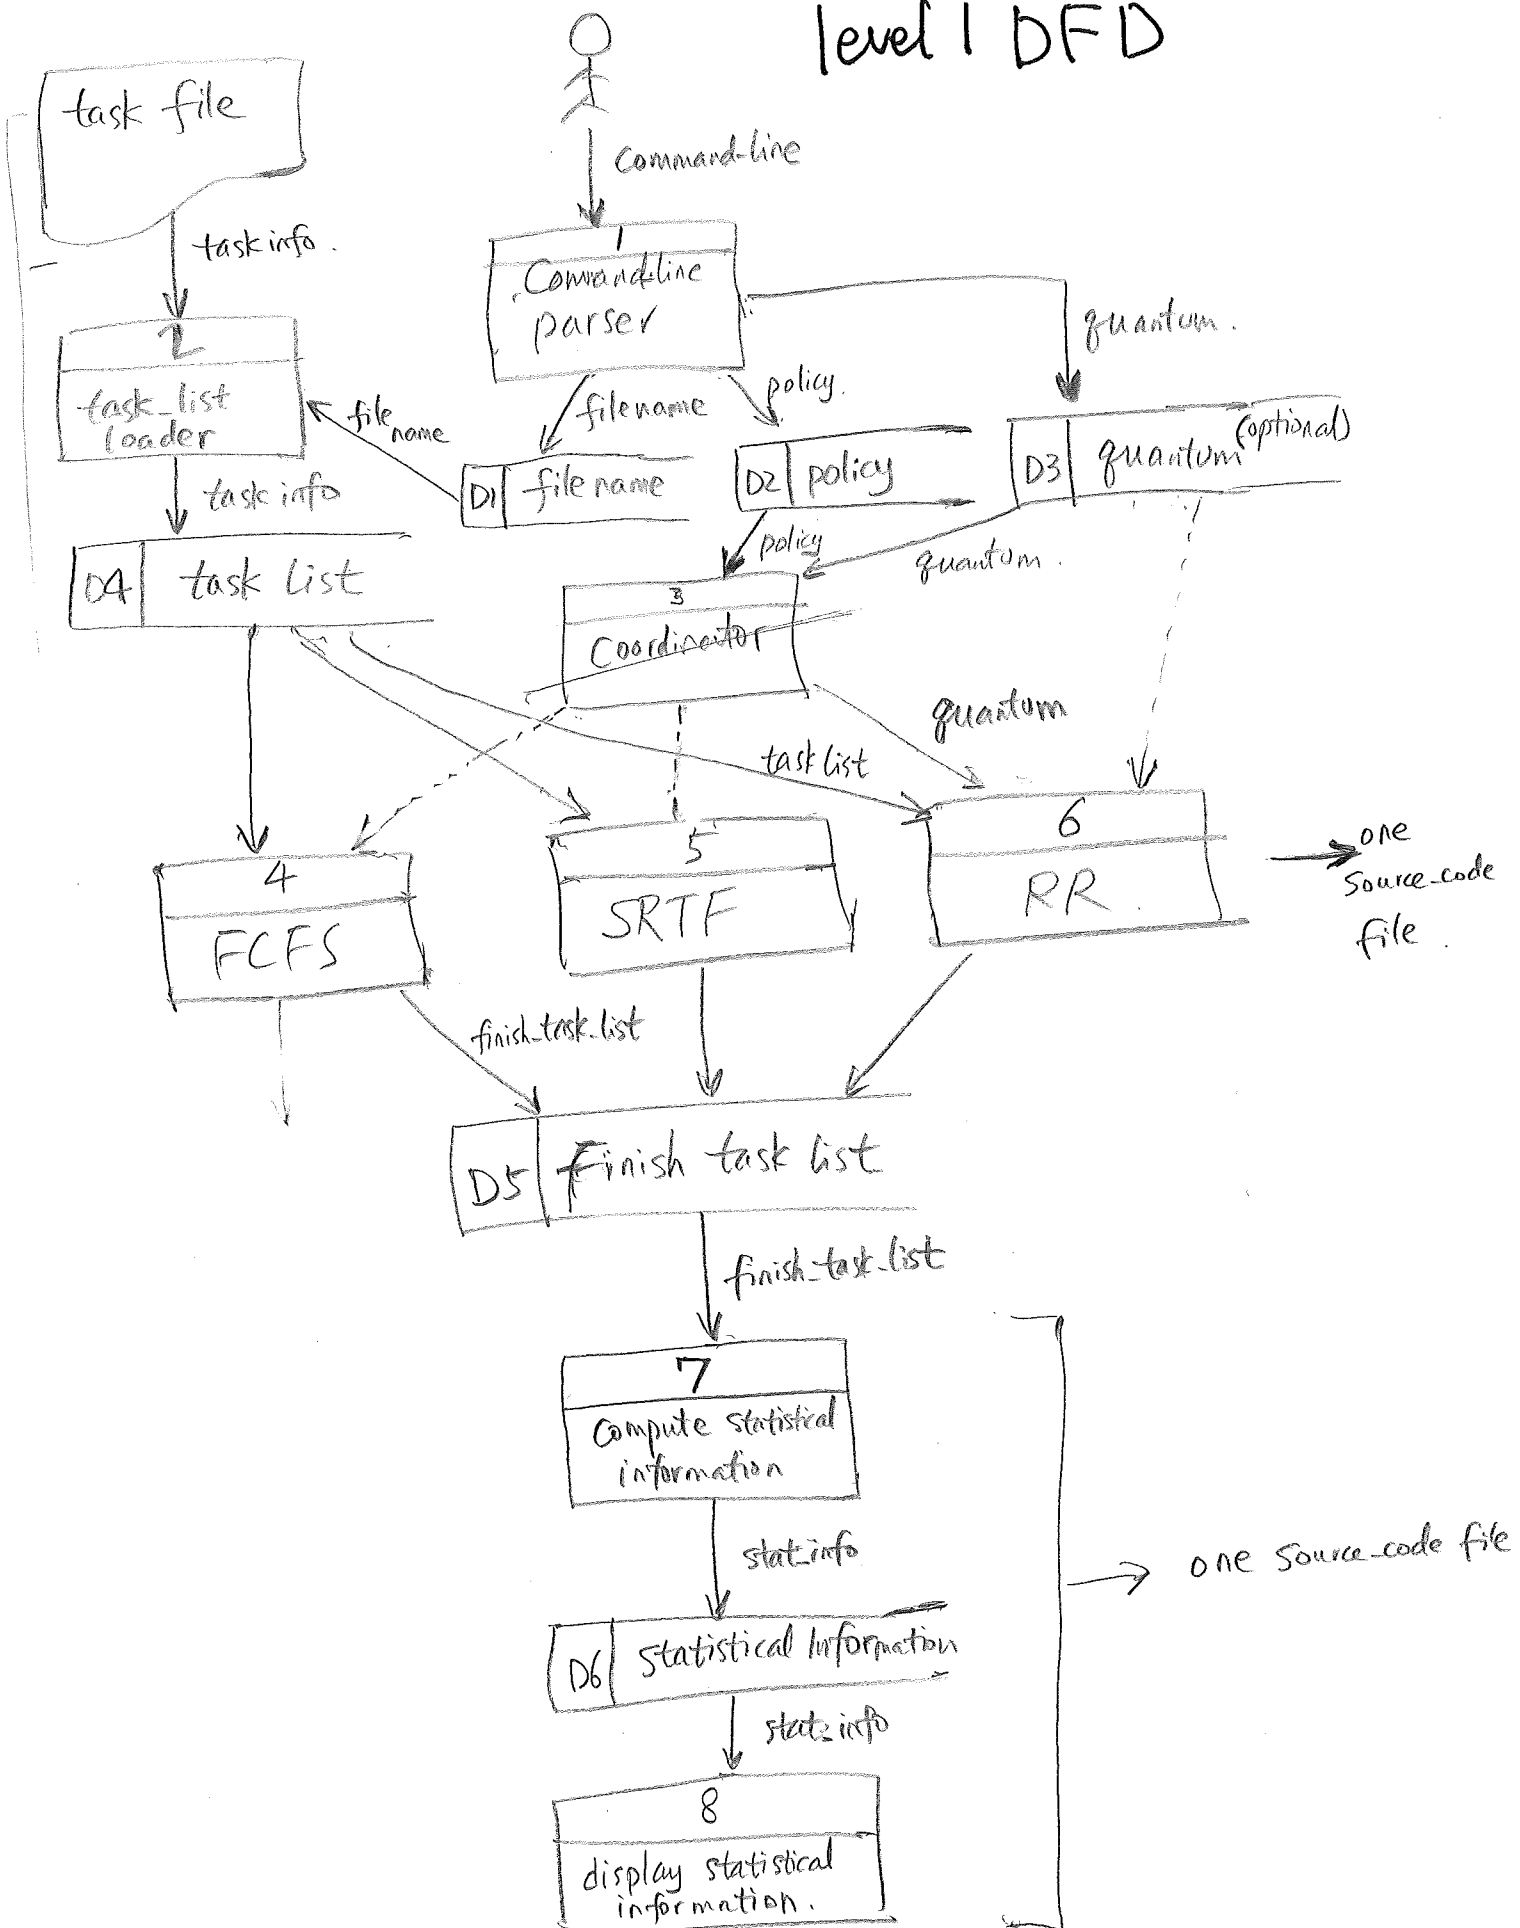 level 1 DFD
task file
command-line
task info.
1
Command-line
parser
quantum.
2
task_list
loader
file
name
filename
policy.
D1 file name
D2 policy
D3 quantum (optional)
task info
policy
quantum.
D4 task list
3
Coordinator
quantum
task list
4
FCFS
5
SRTF
6
RR.
one
source_code
file.
finish_task_list
D5 Finish task list
finish_task_list
7
compute statistical
information
stat_info
one source_code file
D6 Statistical Information
stat_info
8
display statistical
information.